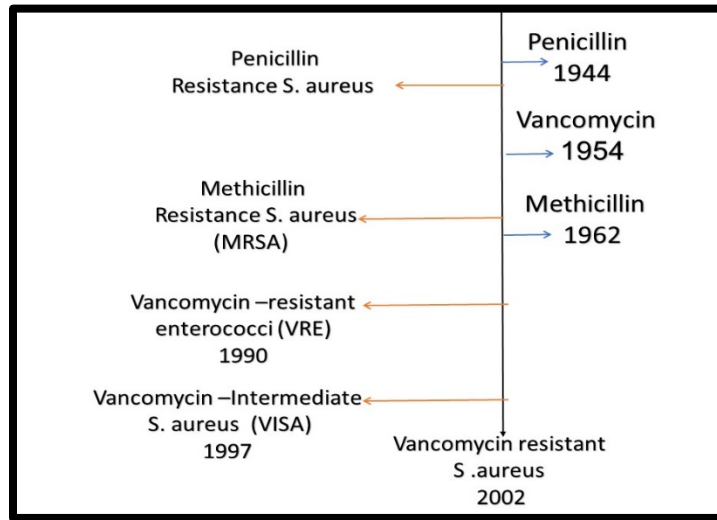 Penicillin
1944
Penicillin
Resistance S. aureus
Vancomycin
1954
Methicillin
Resistance S. aureus
(MRSA)
Methicillin
1962
Vancomycin –resistant
enterococci (VRE)
1990
Vancomycin –Intermediate
S. aureus  (VISA)
1997
Vancomycin resistant
S .aureus
2002